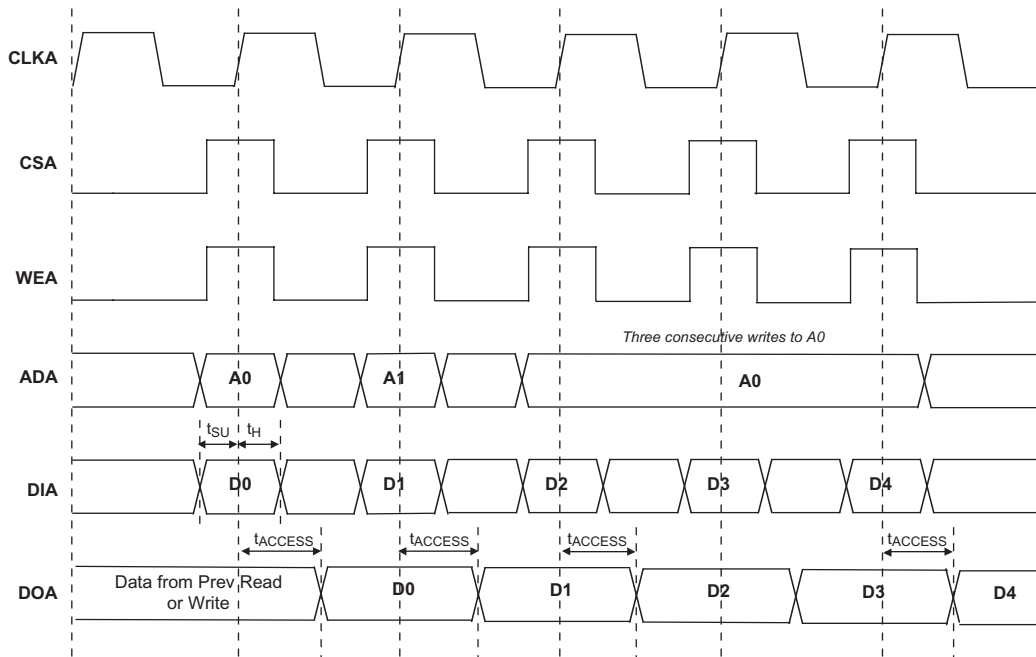 CLKA
CSA
WEA
Three consecutive writes to A0
ADA A0 A1 A0
tSU tH
DIA D0 D1 D2 D3 D4
tACCESS tACCESS tACCESS tACCESS
DOA Data from Prev Read D0 D1 D2 D3 D4
or Write